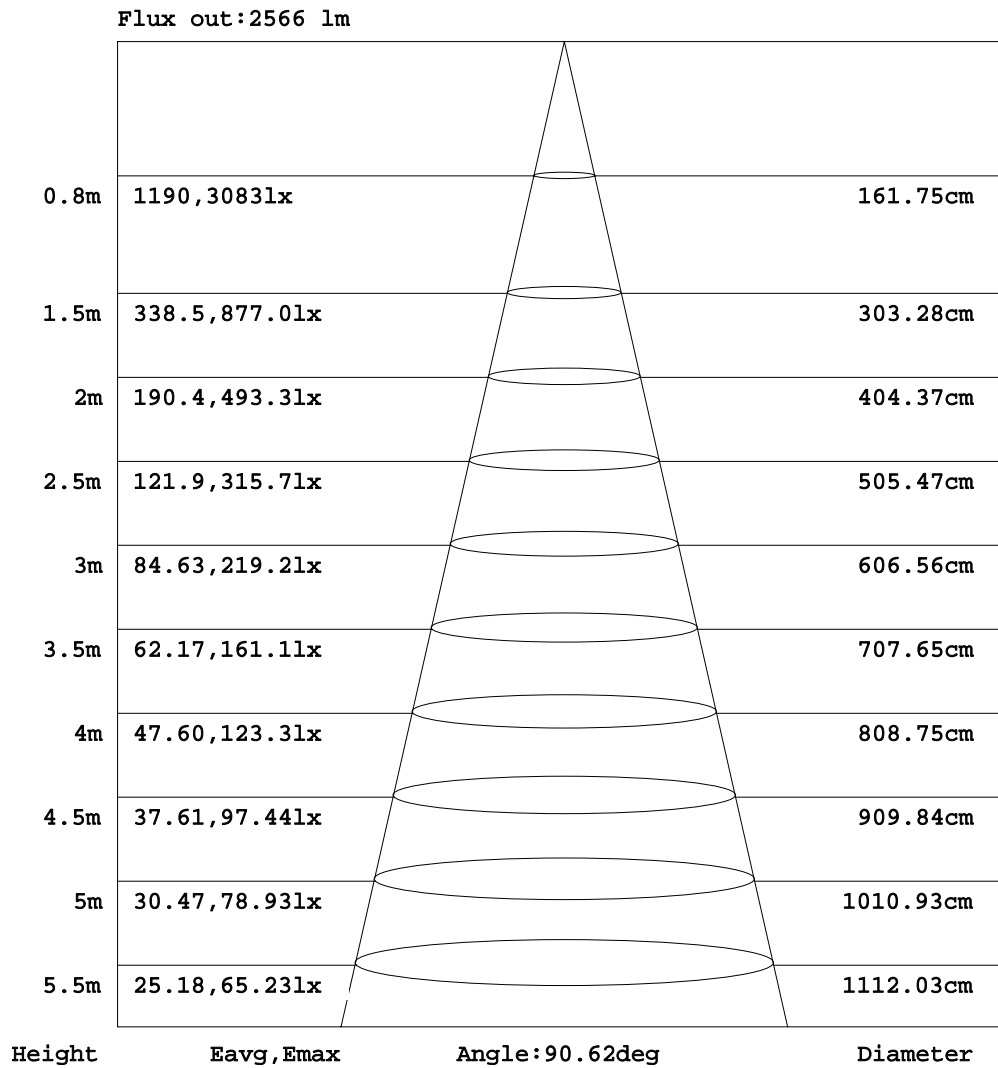 Flux out:2566 lm
0.8m 1190,3083lx 161.75cm
1.5m 338.5,877.0lx 303.28cm
2m 190.4,493.3lx 404.37cm
2.5m 121.9,315.7lx 505.47cm
3m 84.63,219.2lx 606.56cm
3.5m 62.17,161.1lx 707.65cm
4m 47.60,123.3lx 808.75cm
4.5m 37.61,97.44lx 909.84cm
5m 30.47,78.93lx 1010.93cm
5.5m 25.18,65.23lx 1112.03cm
Height Eavg,Emax Angle:90.62deg Diameter